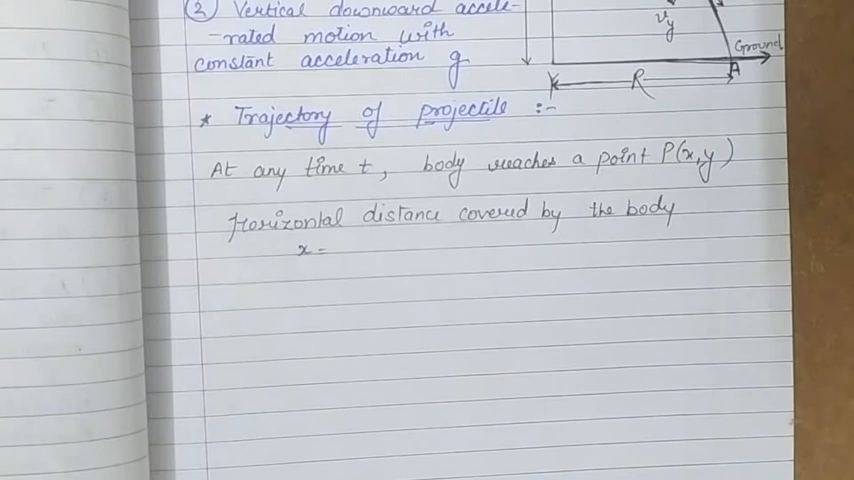 (2) Vertical downward accele-
-rated motion with
constant acceleration g
vy
Ground
A
R
* Trajectory of projectile :-
At any time t, body reaches a point P(x,y)
Horizontal distance covered by the body
x =